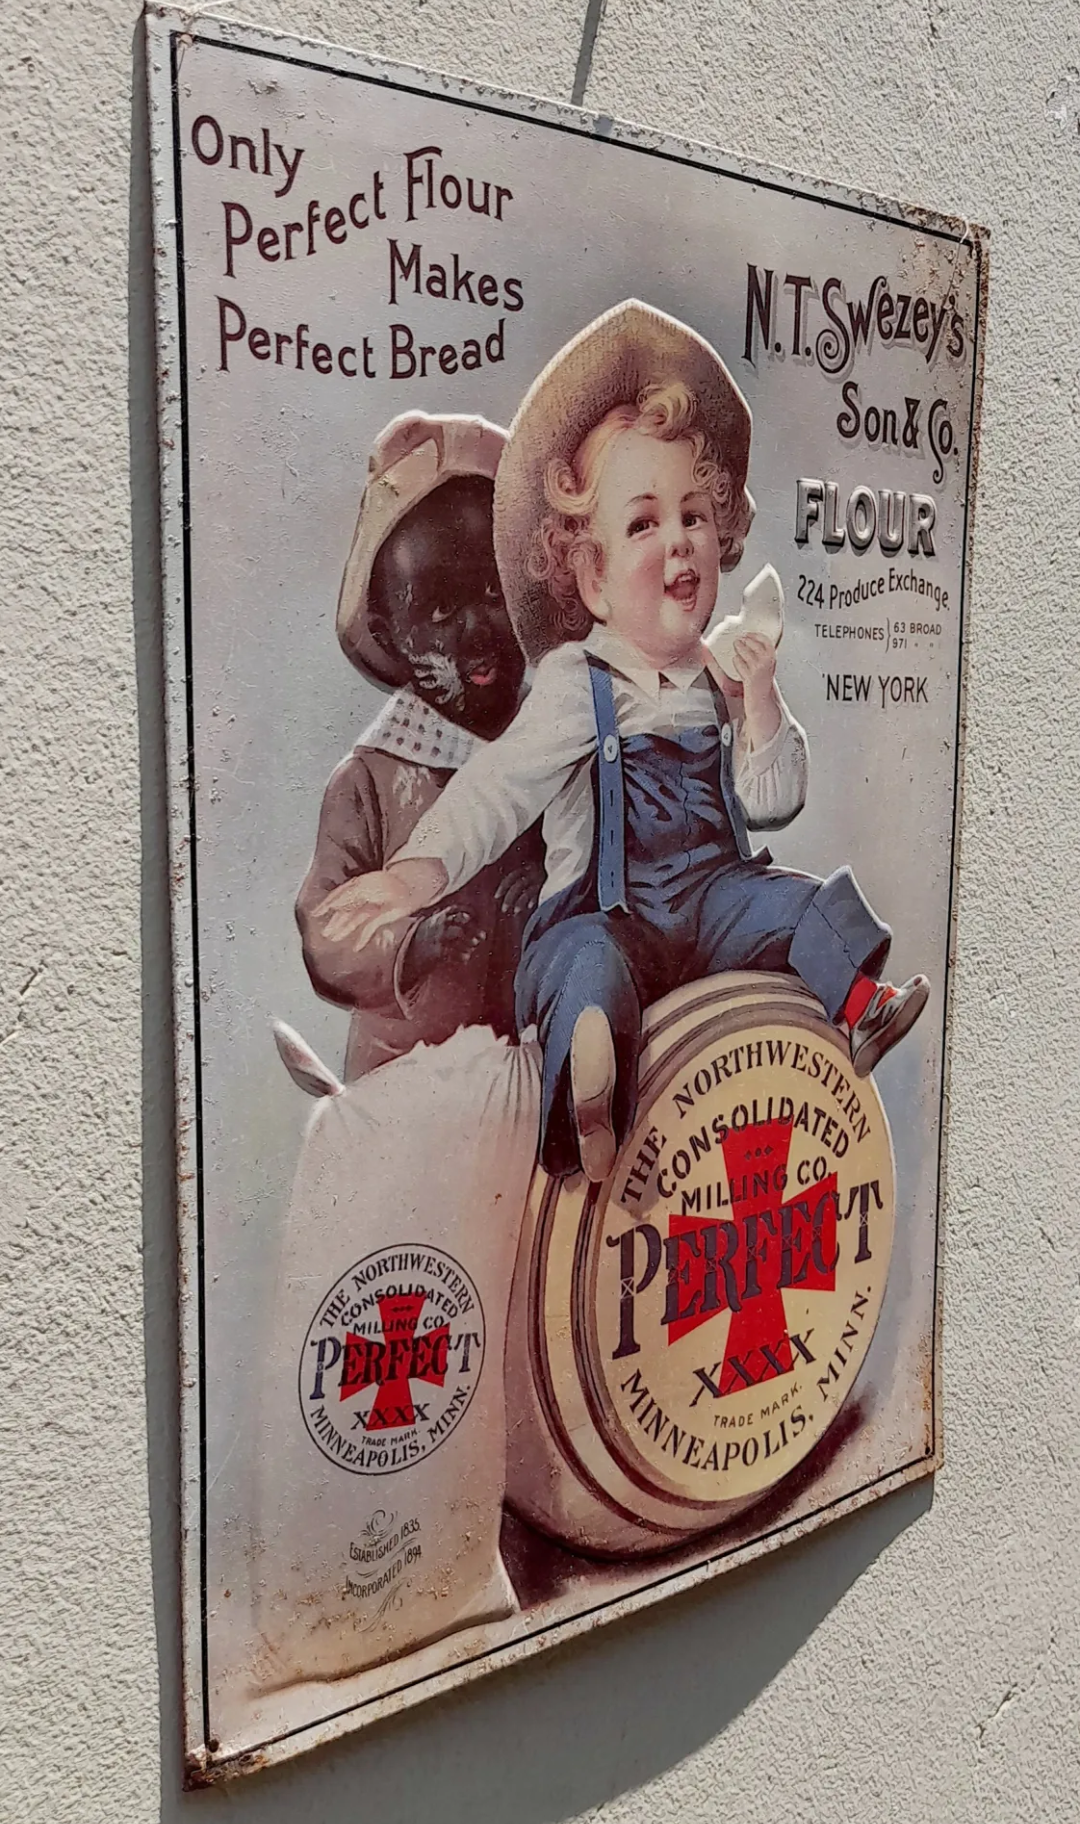 Only
Perfect Flour
Makes
Perfect Bread
N.T. Swezey's
Son & Co.
FLOUR
224 Produce Exchange.
TELEPHONES } 63 BROAD
971 " "
NEW YORK
THE NORTHWESTERN
CONSOLIDATED
MILLING CO.
PERFECT
XXXX
TRADE MARK.
MINNEAPOLIS, MINN.
THE NORTHWESTERN
CONSOLIDATED
MILLING CO.
PERFECT
XXXX
TRADE MARK.
MINNEAPOLIS, MINN.
ESTABLISHED 1835
INCORPORATED 1894